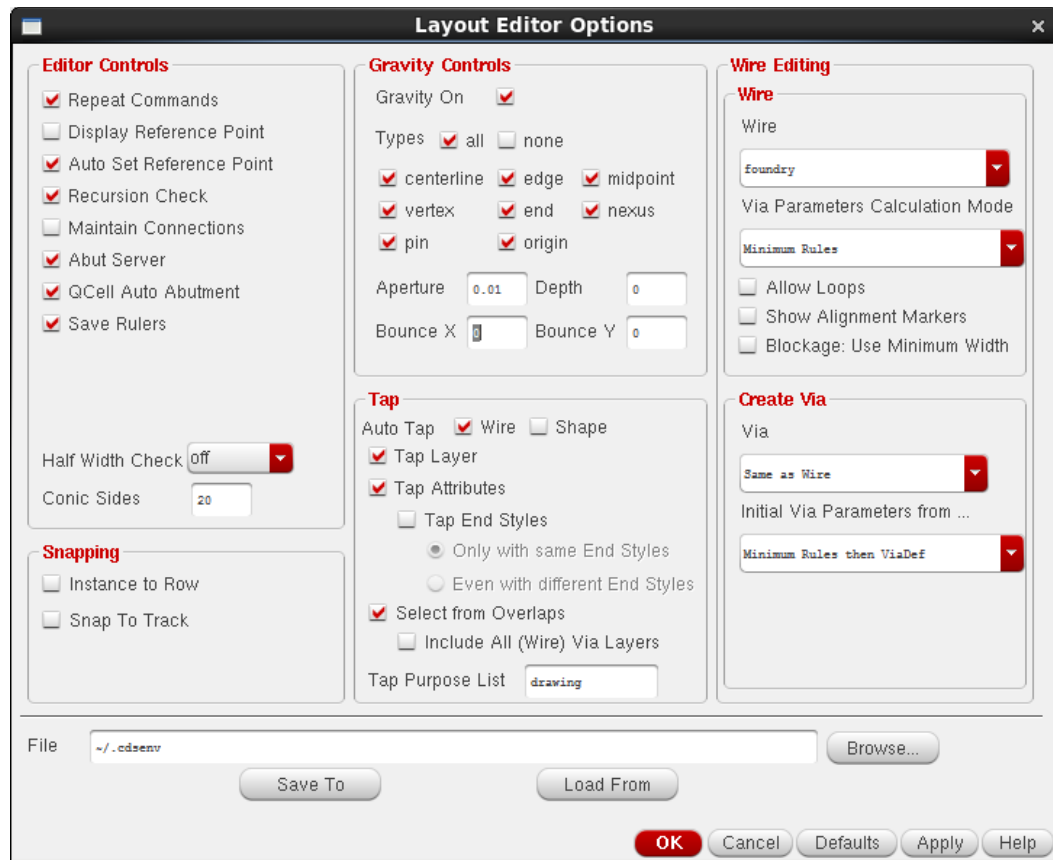 Layout Editor Options
Editor Controls
Repeat Commands
Display Reference Point
Auto Set Reference Point
Recursion Check
Maintain Connections
Abut Server
QCell Auto Abutment
Save Rulers
Half Width Check off
Conic Sides 20
Snapping
Instance to Row
Snap To Track
Gravity Controls
Gravity On
Types all none
centerline edge midpoint
vertex end nexus
pin origin
Aperture 0.01 Depth 0
Bounce X 0 Bounce Y 0
Tap
Auto Tap Wire Shape
Tap Layer
Tap Attributes
Tap End Styles
Only with same End Styles
Even with different End Styles
Select from Overlaps
Include All (Wire) Via Layers
Tap Purpose List drawing
Wire Editing
Wire
Wire
foundry
Via Parameters Calculation Mode
Minimum Rules
Allow Loops
Show Alignment Markers
Blockage: Use Minimum Width
Create Via
Via
Same as Wire
Initial Via Parameters from ...
Minimum Rules then ViaDef
File ~/.cdsenv Browse...
Save To Load From
OK Cancel Defaults Apply Help